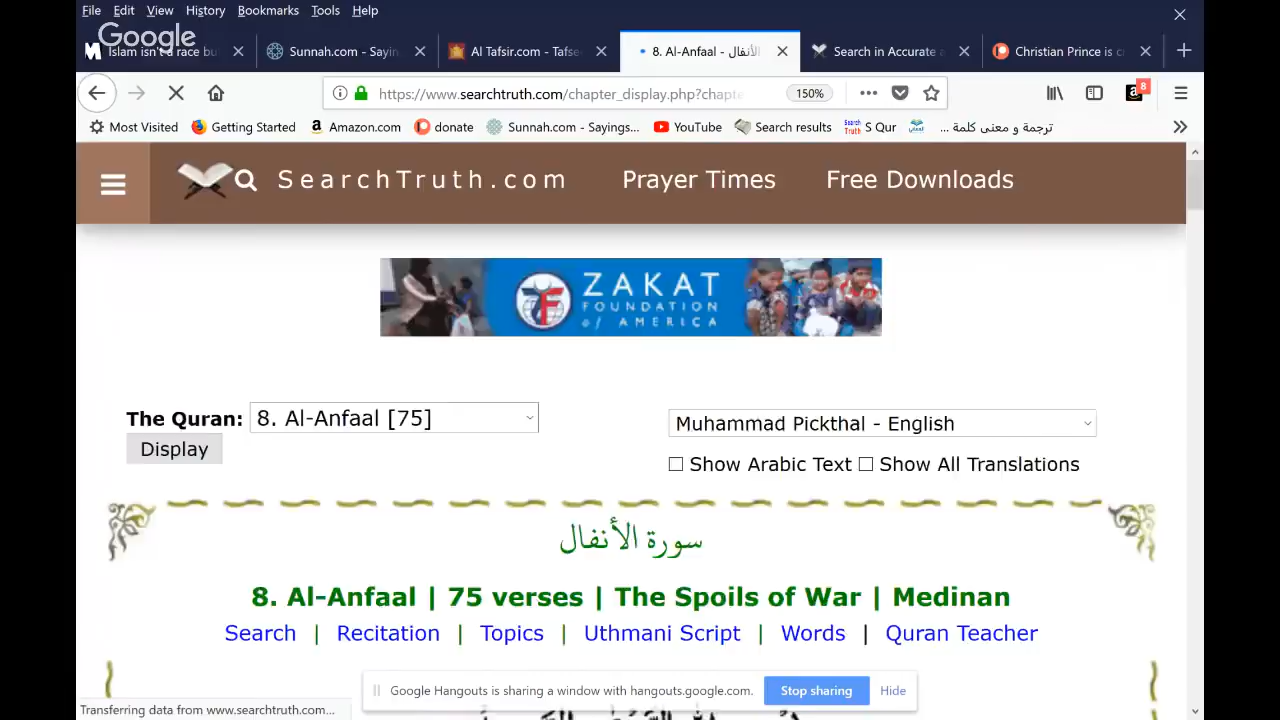 File Edit View History Bookmarks Tools Help
Google
Islam isn't a race bu
Sunnah.com - Sayin
Al Tafsir.com - Tafse
8. Al-Anfaal - الأنفال
Search in Accurate a
Christian Prince is c
https://www.searchtruth.com/chapter_display.php?chapte
150%
8
Most Visited Getting Started Amazon.com donate Sunnah.com - Sayings... YouTube Search results S Qur ترجمة و معنى كلمة ...
SearchTruth.com Prayer Times Free Downloads
ZAKAT
FOUNDATION
of AMERICA
The Quran: 8. Al-Anfaal [75]
Muhammad Pickthal - English
Display
Show Arabic Text Show All Translations
سورة الأنفال
8. Al-Anfaal | 75 verses | The Spoils of War | Medinan
Search | Recitation | Topics | Uthmani Script | Words | Quran Teacher
Google Hangouts is sharing a window with hangouts.google.com. Stop sharing Hide
Transferring data from www.searchtruth.com...